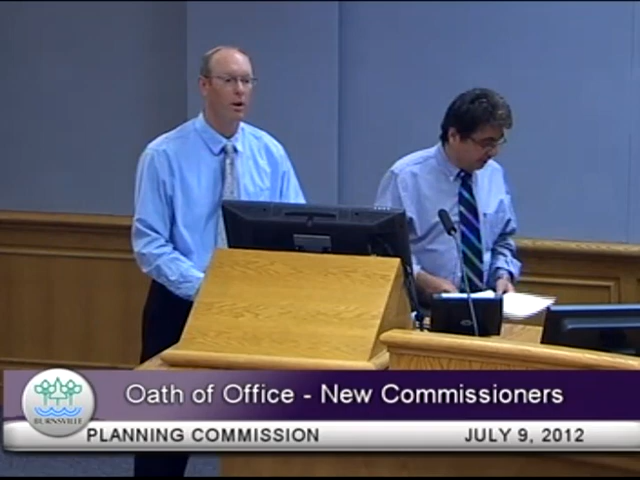 Oath of Office - New Commissioners
BURNSVILLE
PLANNING COMMISSION JULY 9, 2012